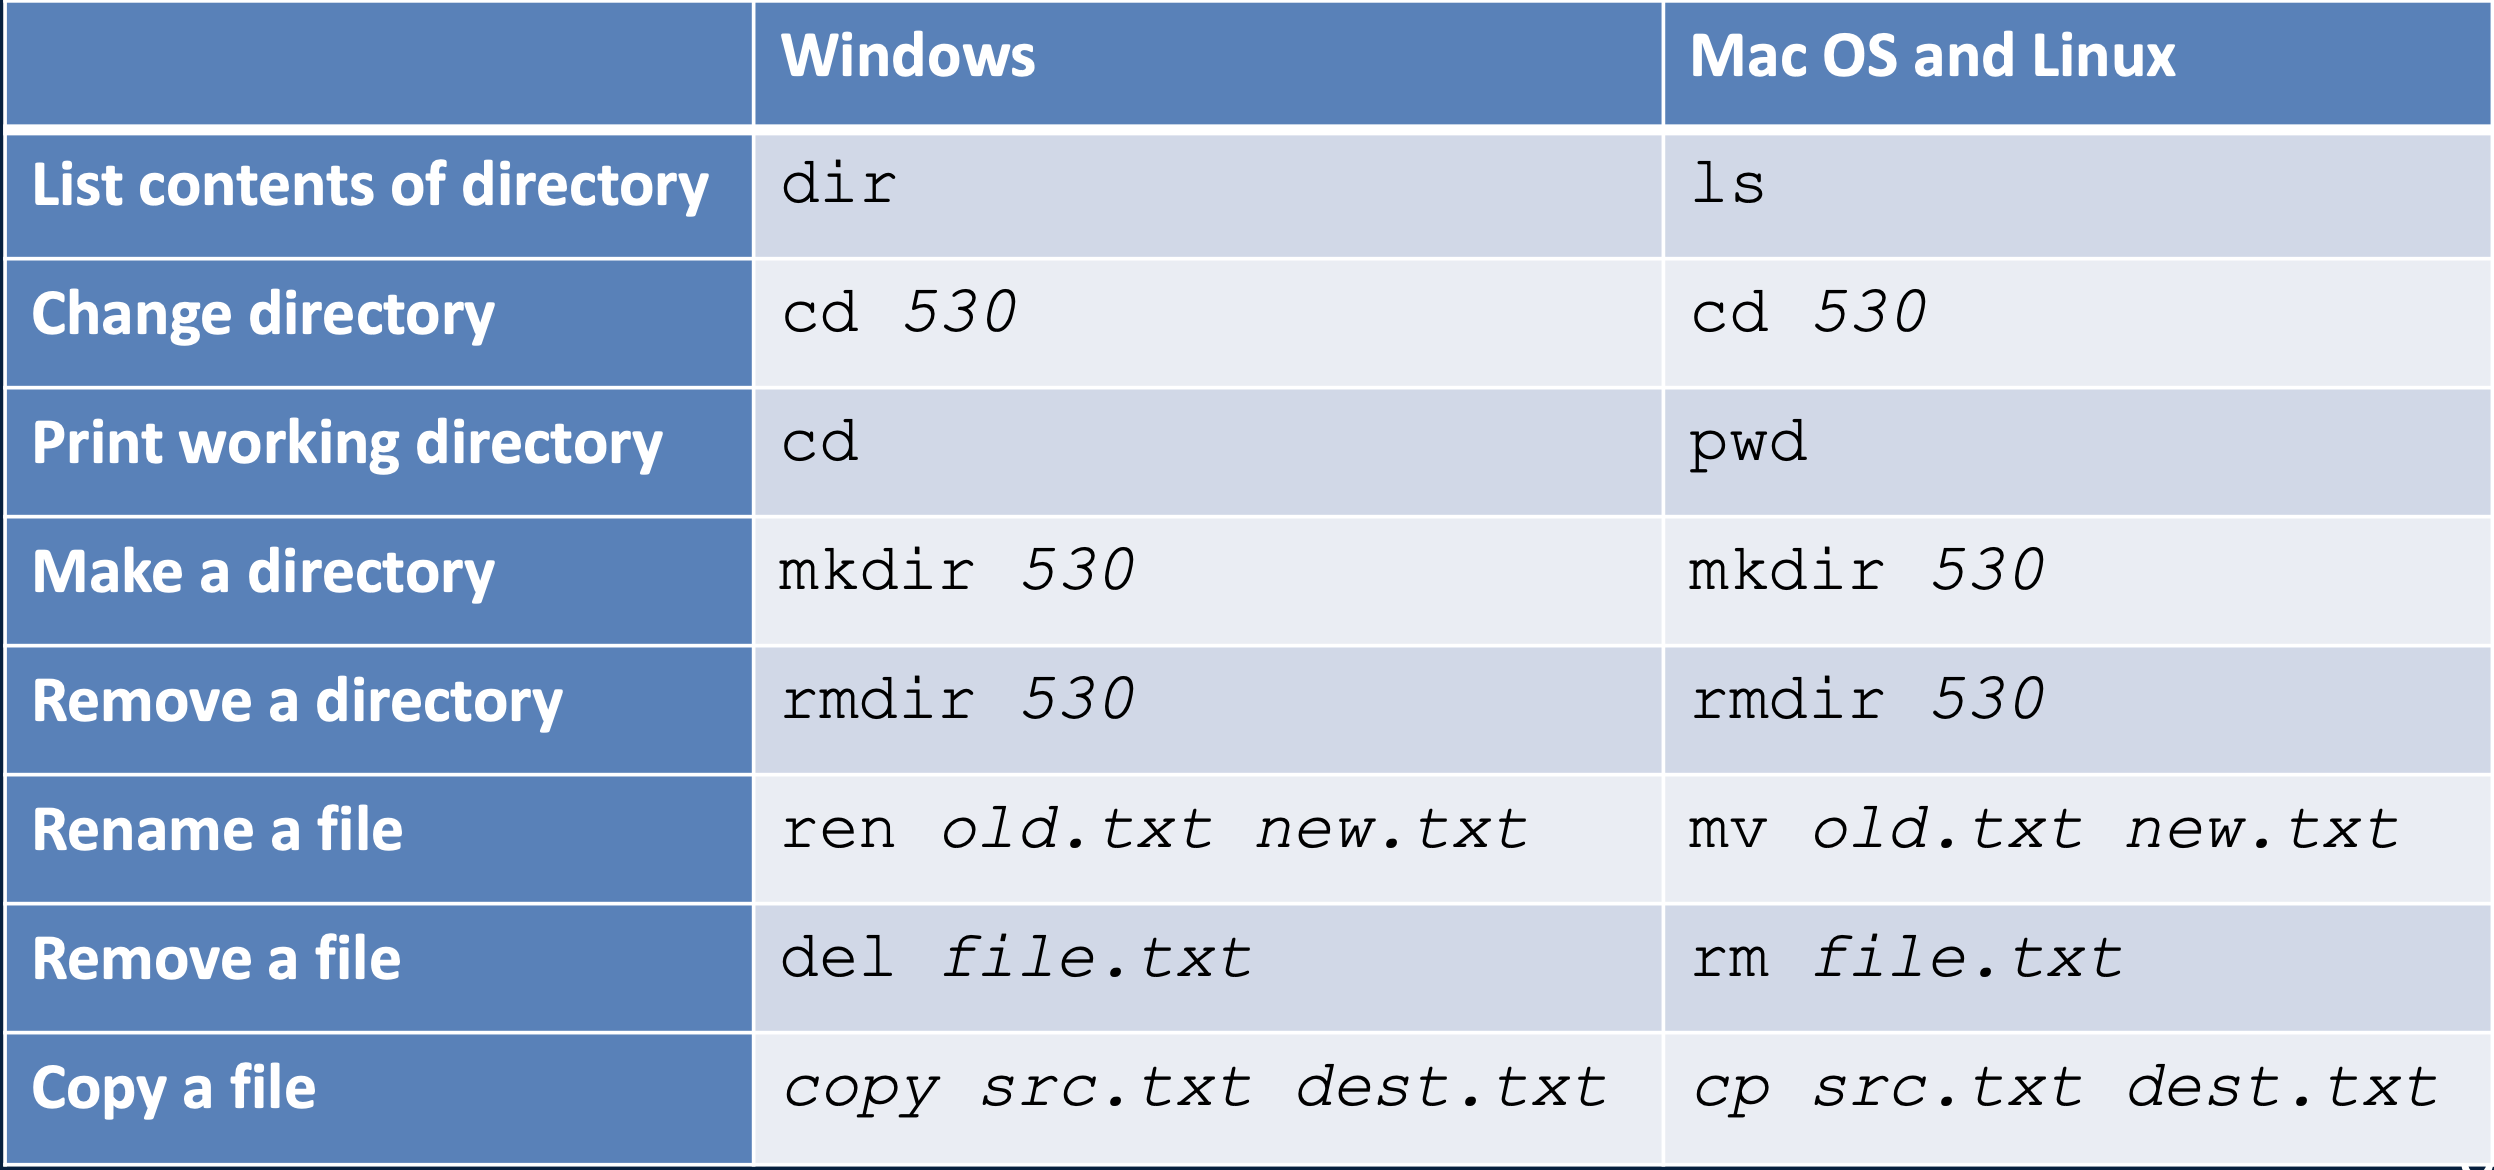 Windows Mac OS and Linux
List contents of directory dir ls
Change directory cd 530 cd 530
Print working directory cd pwd
Make a directory mkdir 530 mkdir 530
Remove a directory rmdir 530 rmdir 530
Rename a file ren old.txt new.txt mv old.txt new.txt
Remove a file del file.txt rm file.txt
Copy a file copy src.txt dest.txt cp src.txt dest.txt